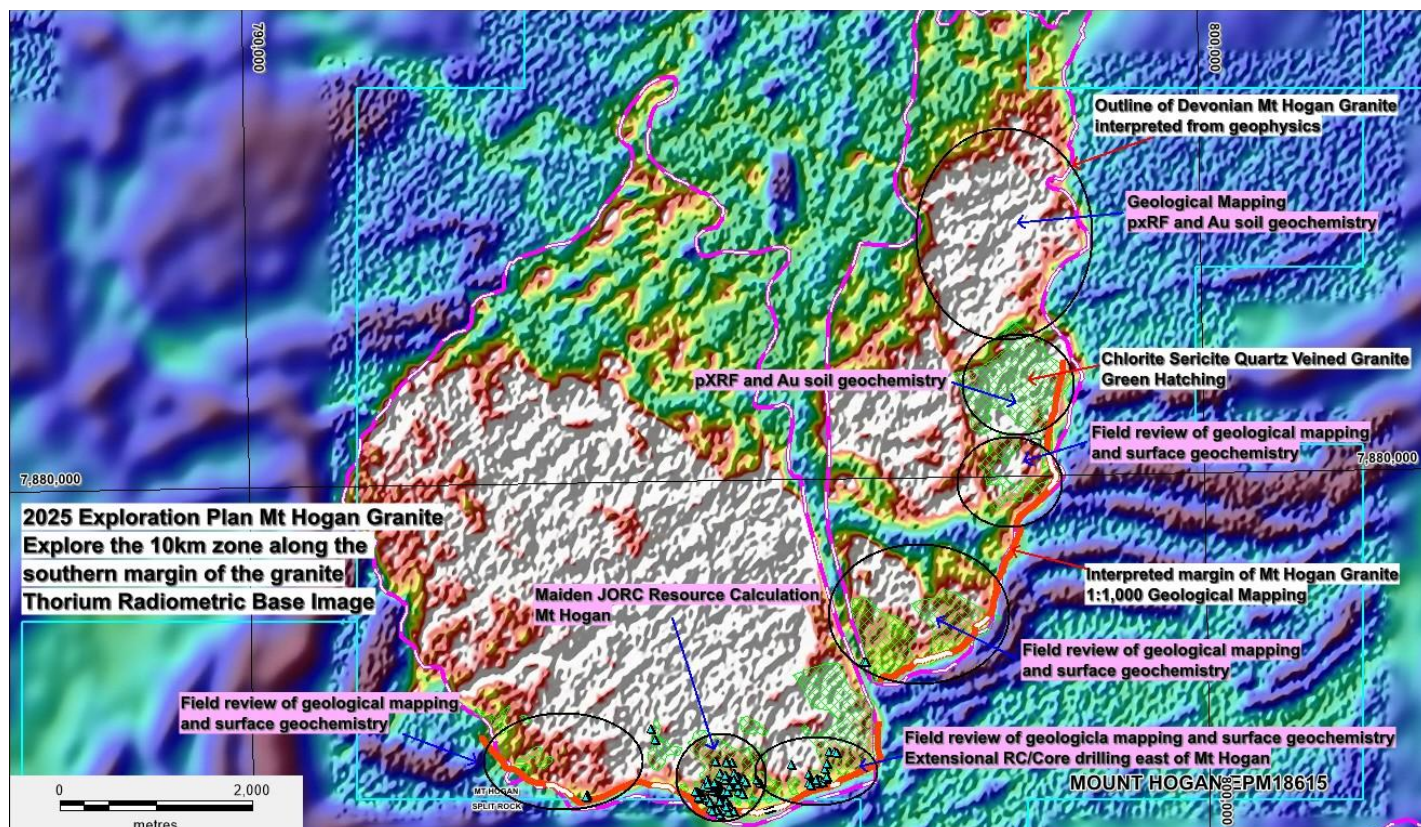 790,000
800,000
Outline of Devonian Mt Hogan Granite
interpreted from geophysics
Geological Mapping
pxRF and Au soil geochemistry
Chlorite Sericite Quartz Veined Granite
Green Hatching
pXRF and Au soil geochemistry
Field review of geological mapping
and surface geochemistry
7,880,000
7,880,000
2025 Exploration Plan Mt Hogan Granite
Explore the 10km zone along the
southern margin of the granite
Thorium Radiometric Base Image
Interpreted margin of Mt Hogan Granite
1:1,000 Geological Mapping
Maiden JORC Resource Calculation
Mt Hogan
Field review of geological mapping
and surface geochemistry
Field review of geological mapping
and surface geochemistry
Field review of geologicla mapping and surface geochemistry
Extensional RC/Core drilling east of Mt Hogan
MOUNT HOGAN EPM18615
800,000
MT HOGAN
SPLIT ROCK
0 2,000
metres